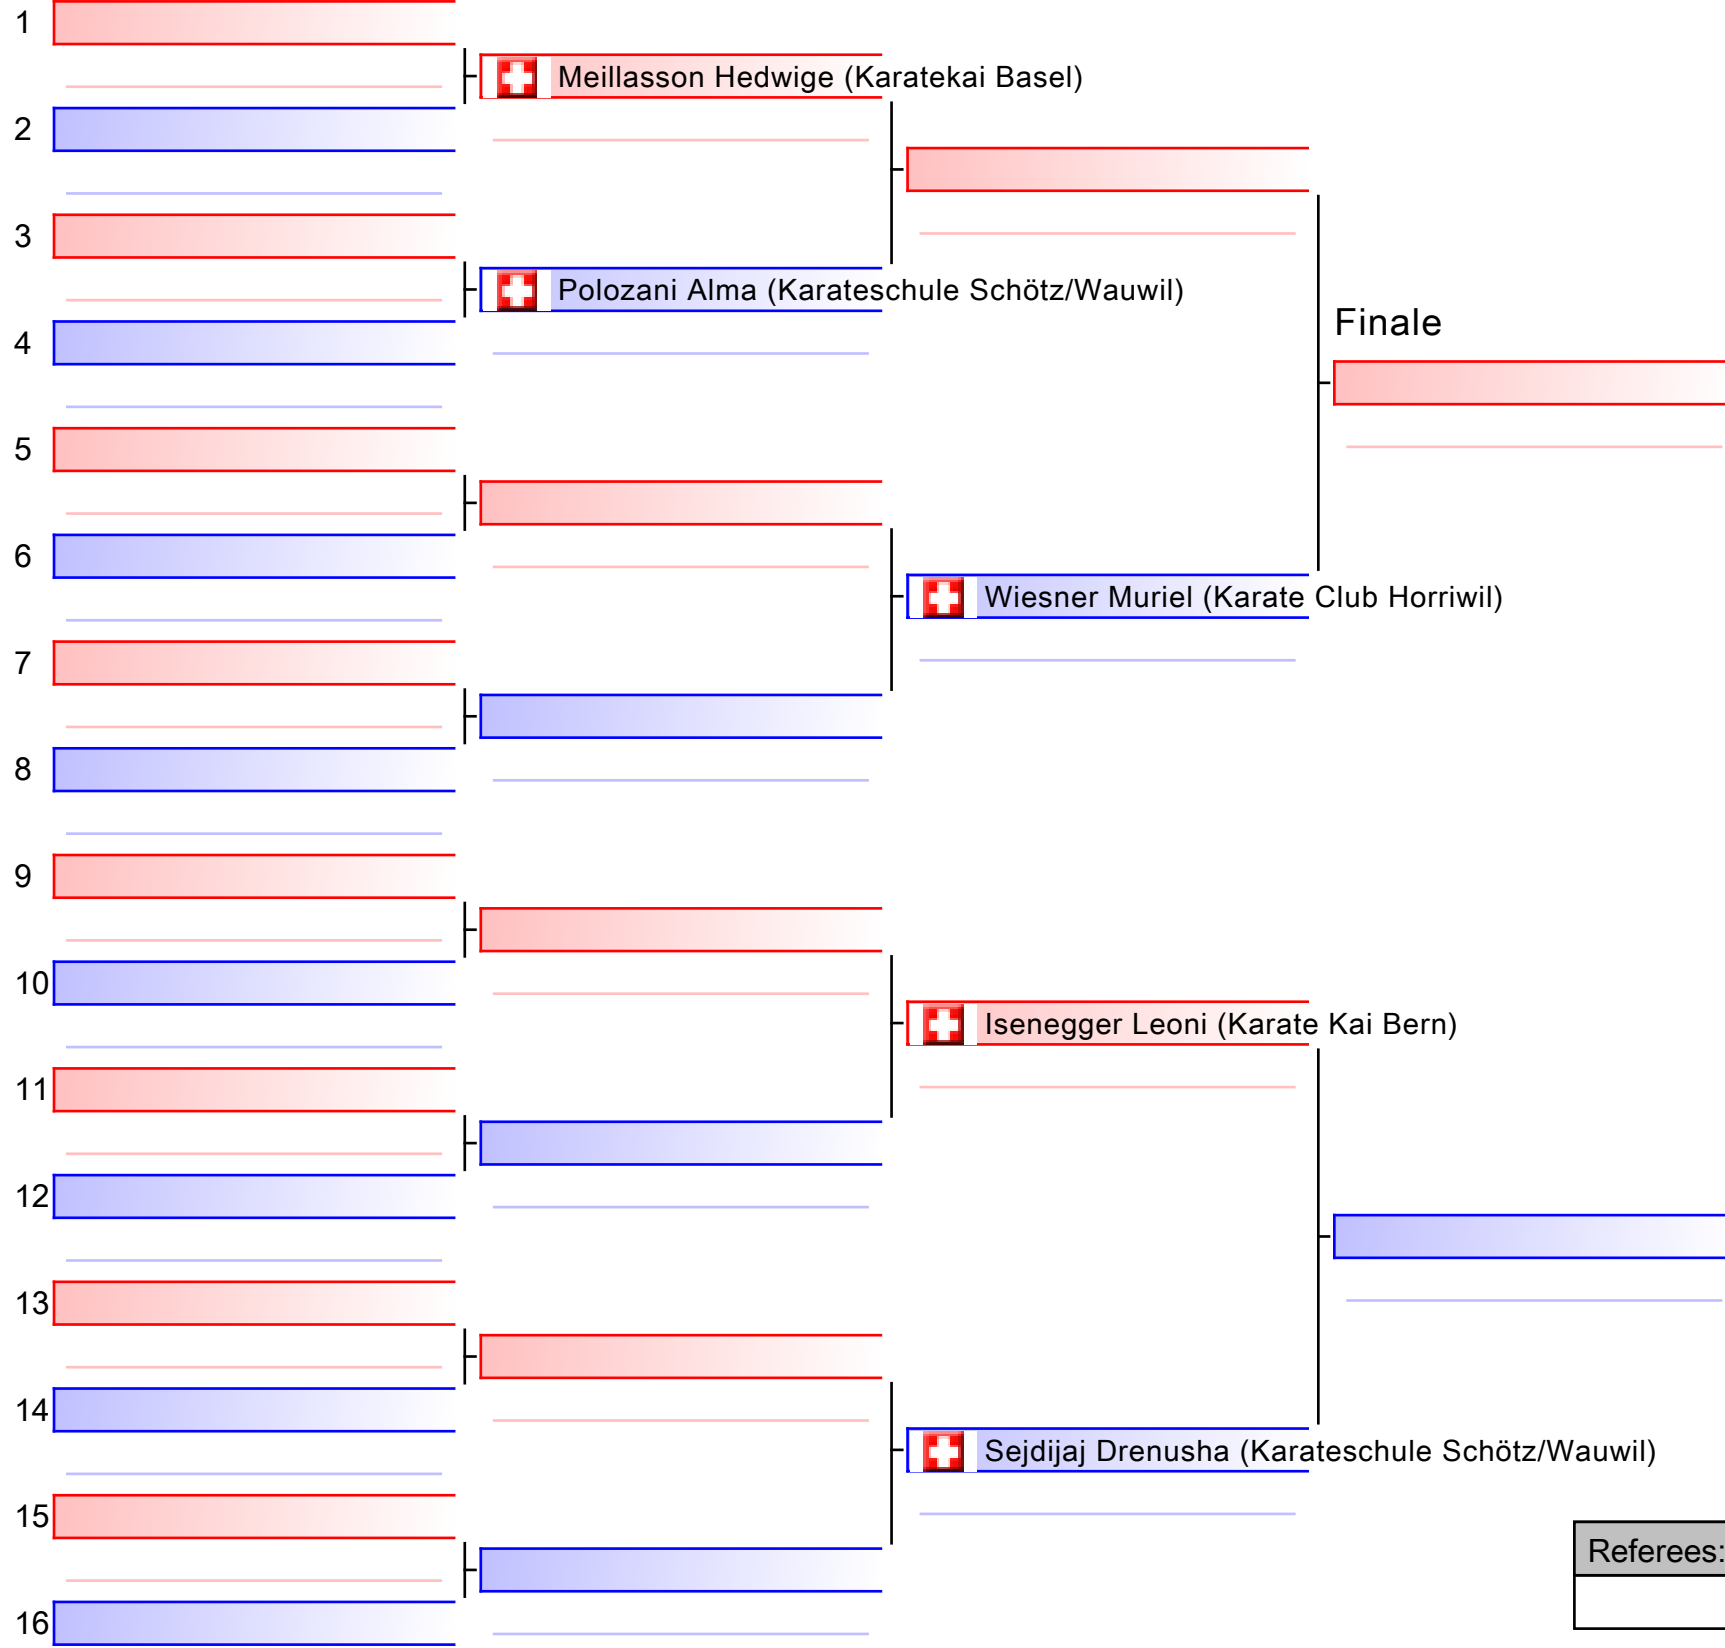 1
Meillasson Hedwige (Karatekai Basel)
2
3
Polozani Alma (Karateschule Schötz/Wauwil)
4
Finale
5
6
Wiesner Muriel (Karate Club Horriwil)
7
8
9
10
Isenegger Leoni (Karate Kai Bern)
11
12
13
14
Sejdijaj Drenusha (Karateschule Schötz/Wauwil)
15
Referees:
16